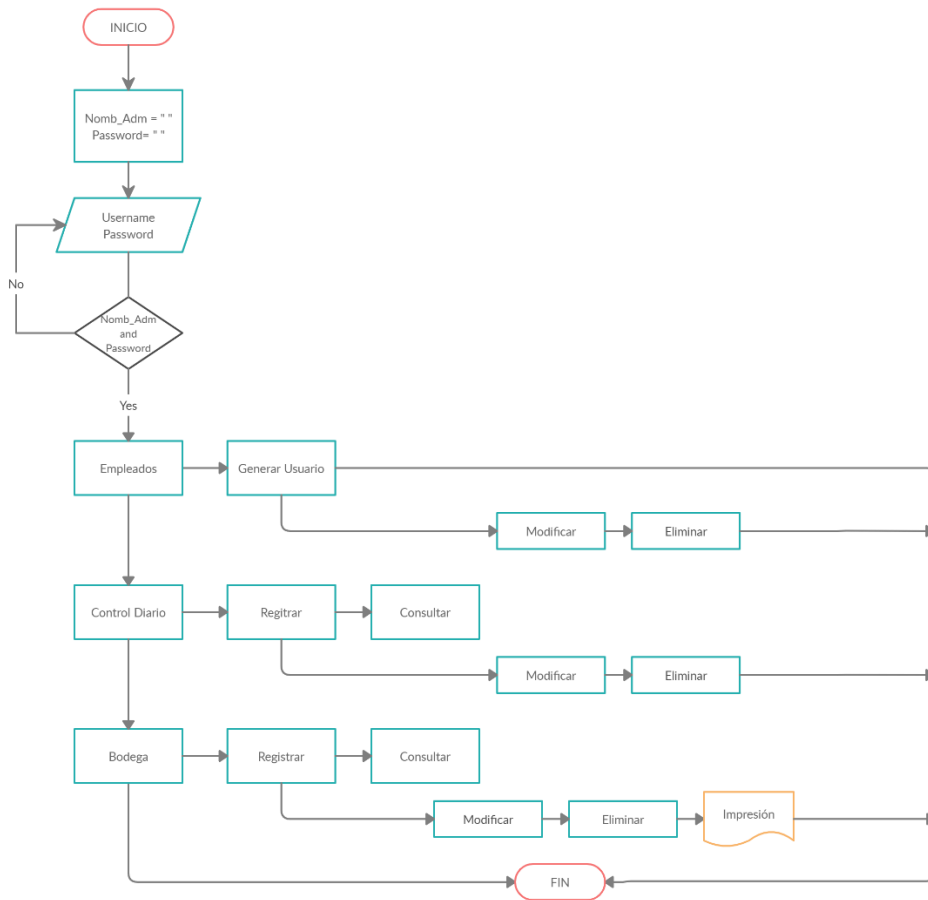 INICIO
Nomb_Adm = " "
Password= " "
Username
Password
No
Nomb_Adm
and
Password
Yes
Empleados
Generar Usuario
Modificar
Eliminar
Control Diario
Regitrar
Consultar
Modificar
Eliminar
Bodega
Registrar
Consultar
Modificar
Eliminar
Impresión
FIN